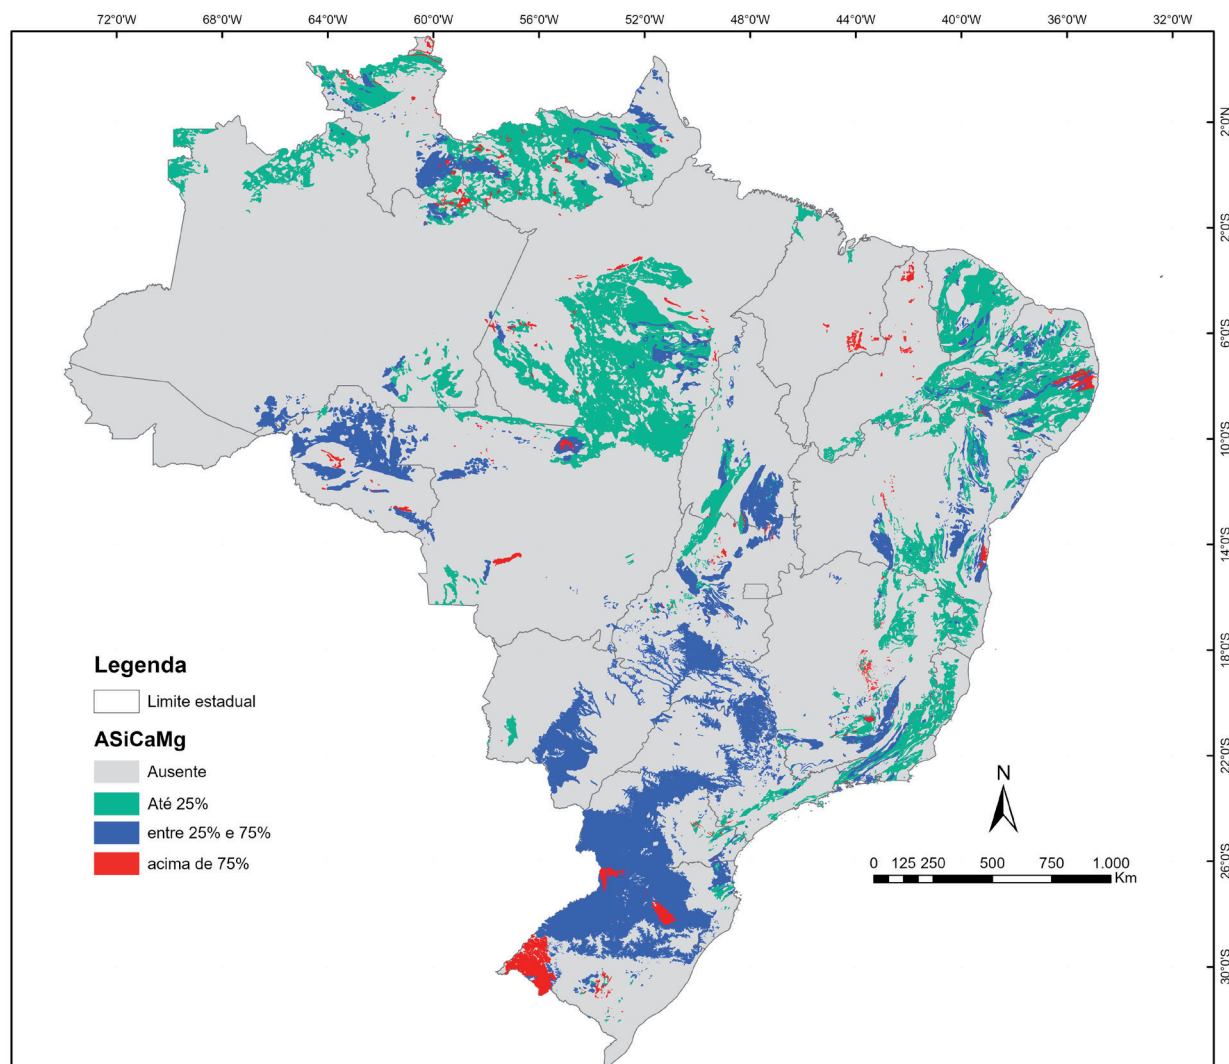 72°0'W 68°0'W 64°0'W 60°0'W 56°0'W 52°0'W 48°0'W 44°0'W 40°0'W 36°0'W 32°0'W
2°0'N
2°0'S
6°0'S
10°0'S
14°0'S
18°0'S
22°0'S
26°0'S
30°0'S
Legenda
Limite estadual
ASiCaMg
Ausente
Até 25%
entre 25% e 75%
acima de 75%
N
0 125 250 500 750 1.000
Km